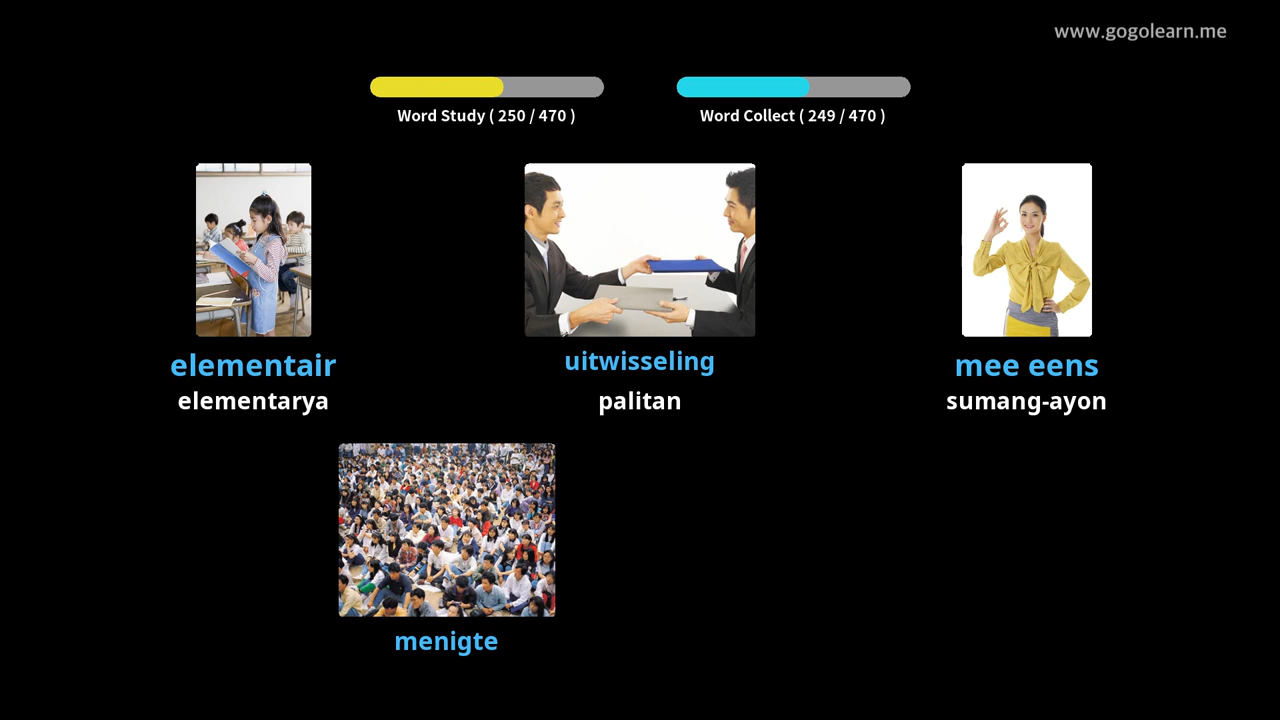 www.gogolearn.me
Word Study ( 250 / 470 )
Word Collect ( 249 / 470 )
elementair
uitwisseling
mee eens
elementarya
palitan
sumang-ayon
menigte